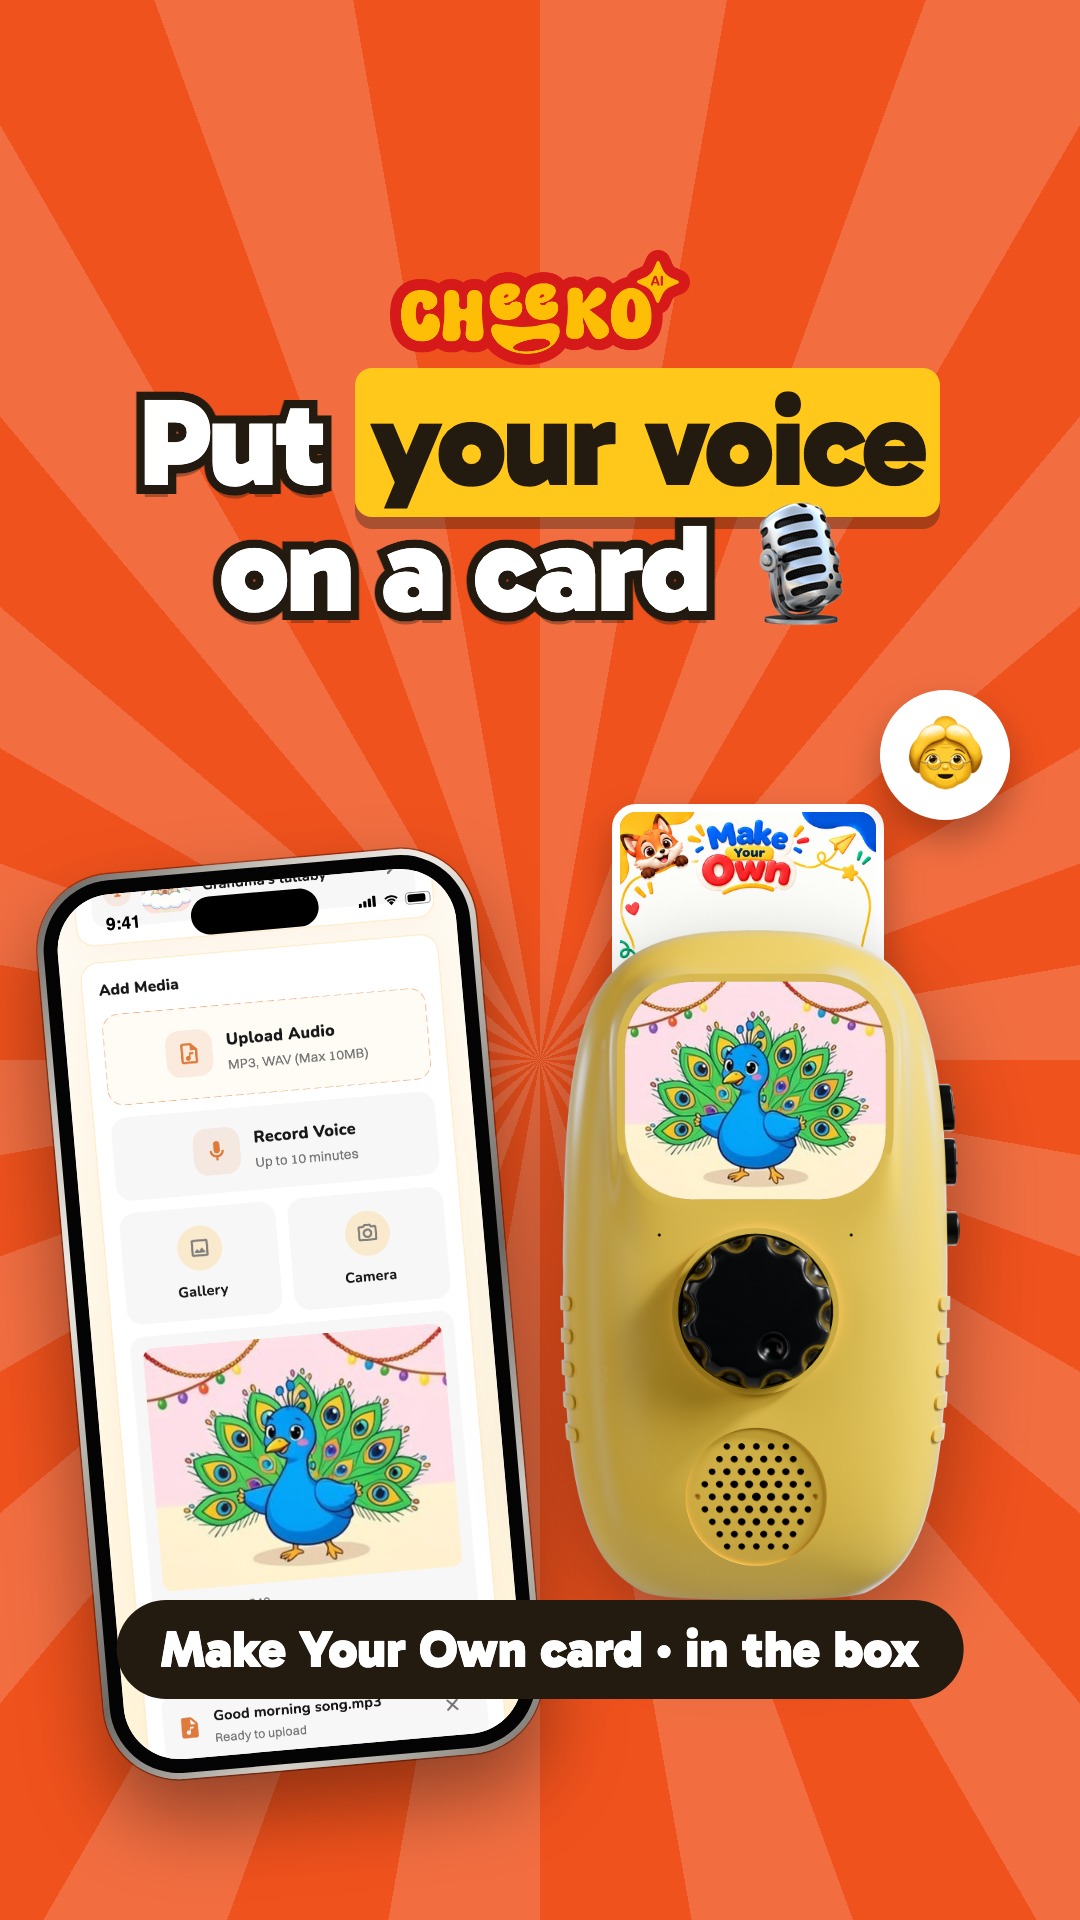 CHeeKO AI
Put your voice
on a card
Make
Your
Own
Grandma's lullaby
9:41
Add Media
Upload Audio
MP3, WAV (Max 10MB)
Record Voice
Up to 10 minutes
Gallery
Camera
Make Your Own card • in the box
Good morning song.mp3
Ready to upload